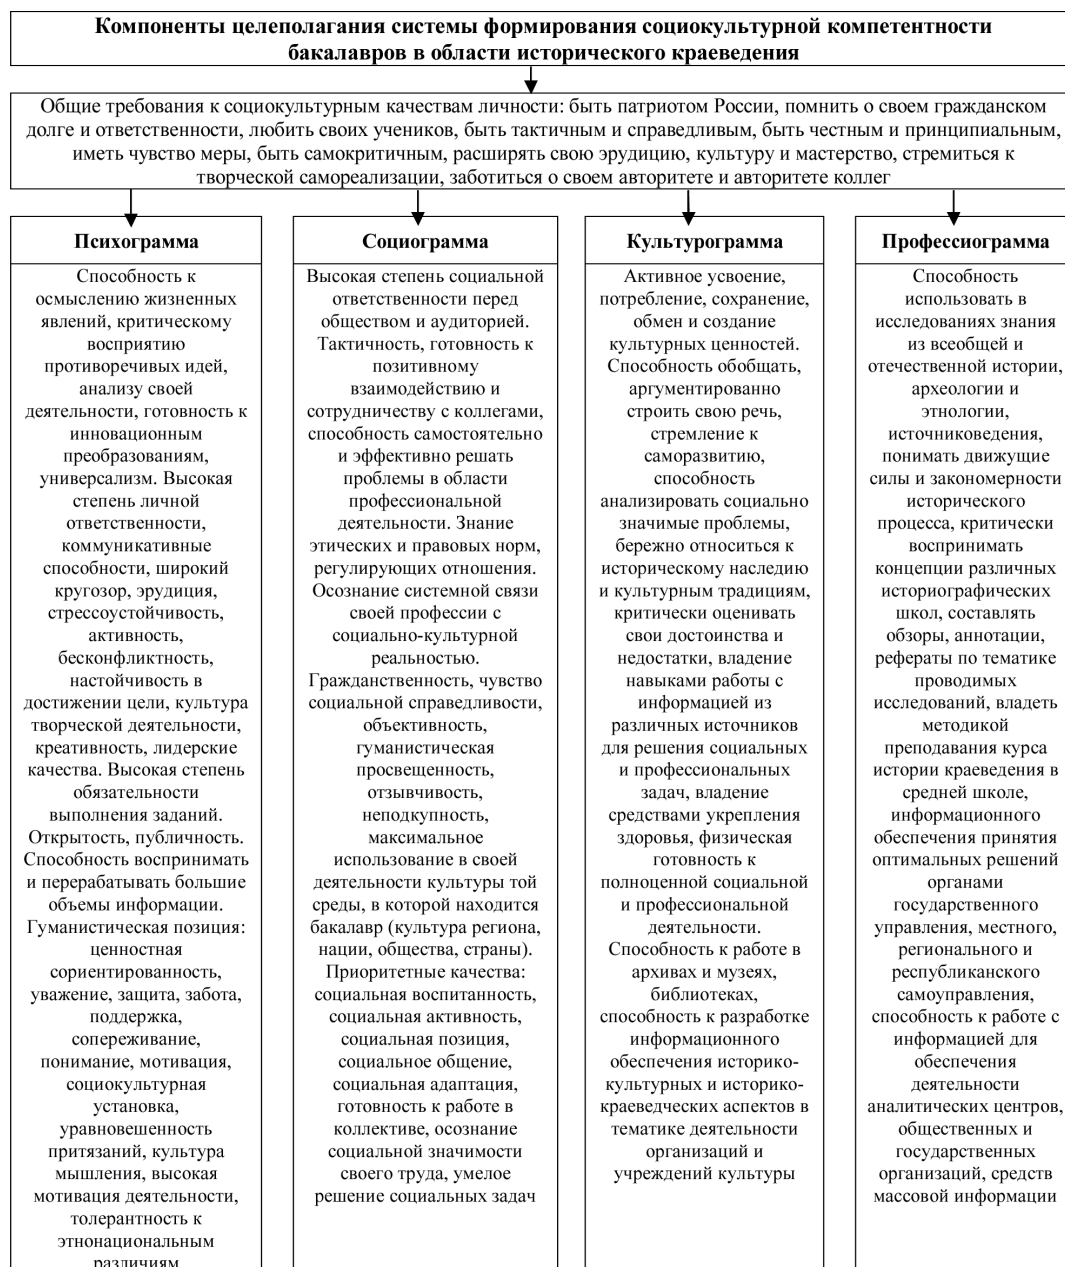 Компоненты целеполагания системы формирования социокультурной компетентности
бакалавров в области исторического краеведения
Общие требования к социокультурным качествам личности: быть патриотом России, помнить о своем гражданском
долге и ответственности, любить своих учеников, быть тактичным и справедливым, быть честным и принципиальным,
иметь чувство меры, быть самокритичным, расширять свою эрудицию, культуру и мастерство, стремиться к
творческой самореализации, заботиться о своем авторитете и авторитете коллег
Психограмма
Способность к
осмыслению жизненных
явлений, критическому
восприятию
противоречивых идей,
анализу своей
деятельности, готовность к
инновационным
преобразованиям,
универсализм. Высокая
степень личной
ответственности,
коммуникативные
способности, широкий
кругозор, эрудиция,
стрессоустойчивость,
активность,
бесконфликтность,
настойчивость в
достижении цели, культура
творческой деятельности,
креативность, лидерские
качества. Высокая степень
обязательности
выполнения заданий.
Открытость, публичность.
Способность воспринимать
и перерабатывать большие
объемы информации.
Гуманистическая позиция:
ценностная
сориентированность,
уважение, защита, забота,
поддержка,
сопереживание,
понимание, мотивация,
социокультурная
установка,
уравновешенность
притязаний, культура
мышления, высокая
мотивация деятельности,
толерантность к
этнонациональным
различиям
Социограмма
Высокая степень социальной
ответственности перед
обществом и аудиторией.
Тактичность, готовность к
позитивному
взаимодействию и
сотрудничеству с коллегами,
способность самостоятельно
и эффективно решать
проблемы в области
профессиональной
деятельности. Знание
этических и правовых норм,
регулирующих отношения.
Осознание системной связи
своей профессии с
социально-культурной
реальностью.
Гражданственность, чувство
социальной справедливости,
объективность,
гуманистическая
просвещенность,
отзывчивость,
неподкупность,
максимальное
использование в своей
деятельности культуры той
среды, в которой находится
бакалавр (культура региона,
нации, общества, страны).
Приоритетные качества:
социальная воспитанность,
социальная активность,
социальная позиция,
социальное общение,
социальная адаптация,
готовность к работе в
коллективе, осознание
социальной значимости
своего труда, умелое
решение социальных задач
Культурограмма
Активное усвоение,
потребление, сохранение,
обмен и создание
культурных ценностей.
Способность обобщать,
аргументированно
строить свою речь,
стремление к
саморазвитию,
способность
анализировать социально
значимые проблемы,
бережно относиться к
историческому наследию
и культурным традициям,
критически оценивать
свои достоинства и
недостатки, владение
навыками работы с
информацией из
различных источников
для решения социальных
и профессиональных
задач, владение
средствами укрепления
здоровья, физическая
готовность к
полноценной социальной
и профессиональной
деятельности.
Способность к работе в
архивах и музеях,
библиотеках,
способность к разработке
информационного
обеспечения историко-
культурных и историко-
краеведческих аспектов в
тематике деятельности
организаций и
учреждений культуры
Профессиограмма
Способность
использовать в
исследованиях знания
из всеобщей и
отечественной истории,
археологии и
этнологии,
источниковедения,
понимать движущие
силы и закономерности
исторического
процесса, критически
воспринимать
концепции различных
историографических
школ, составлять
обзоры, аннотации,
рефераты по тематике
проводимых
исследований, владеть
методикой
преподавания курса
истории краеведения в
средней школе,
информационного
обеспечения принятия
оптимальных решений
органами
государственного
управления, местного,
регионального и
республиканского
самоуправления,
способность к работе с
информацией для
обеспечения
деятельности
аналитических центров,
общественных и
государственных
организаций, средств
массовой информации